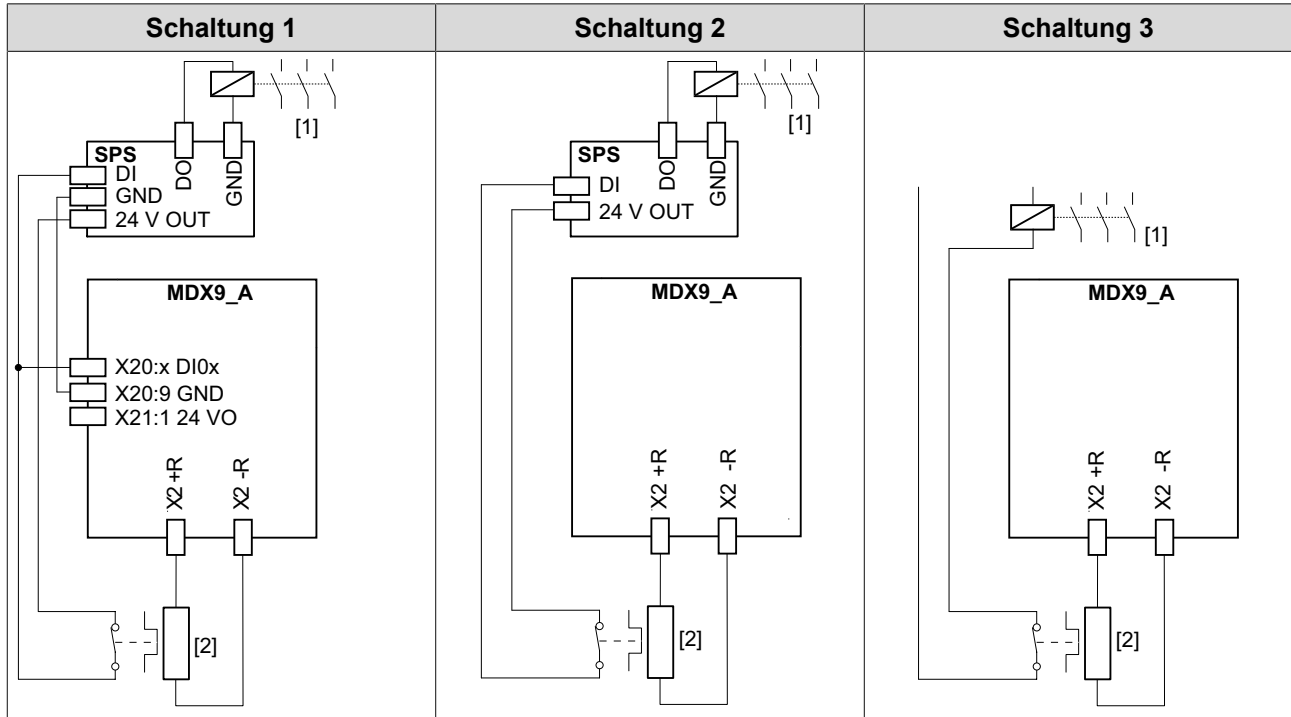 Schaltung 1
Schaltung 2
Schaltung 3
[1]
SPS
DO
GND
DI
GND
24 V OUT
MDX9_A
X20:x DI0x
X20:9 GND
X21:1 24 VO
X2 +R
X2 -R
[2]
[1]
SPS
DO
GND
DI
24 V OUT
MDX9_A
X2 +R
X2 -R
[2]
[1]
MDX9_A
X2 +R
X2 -R
[2]